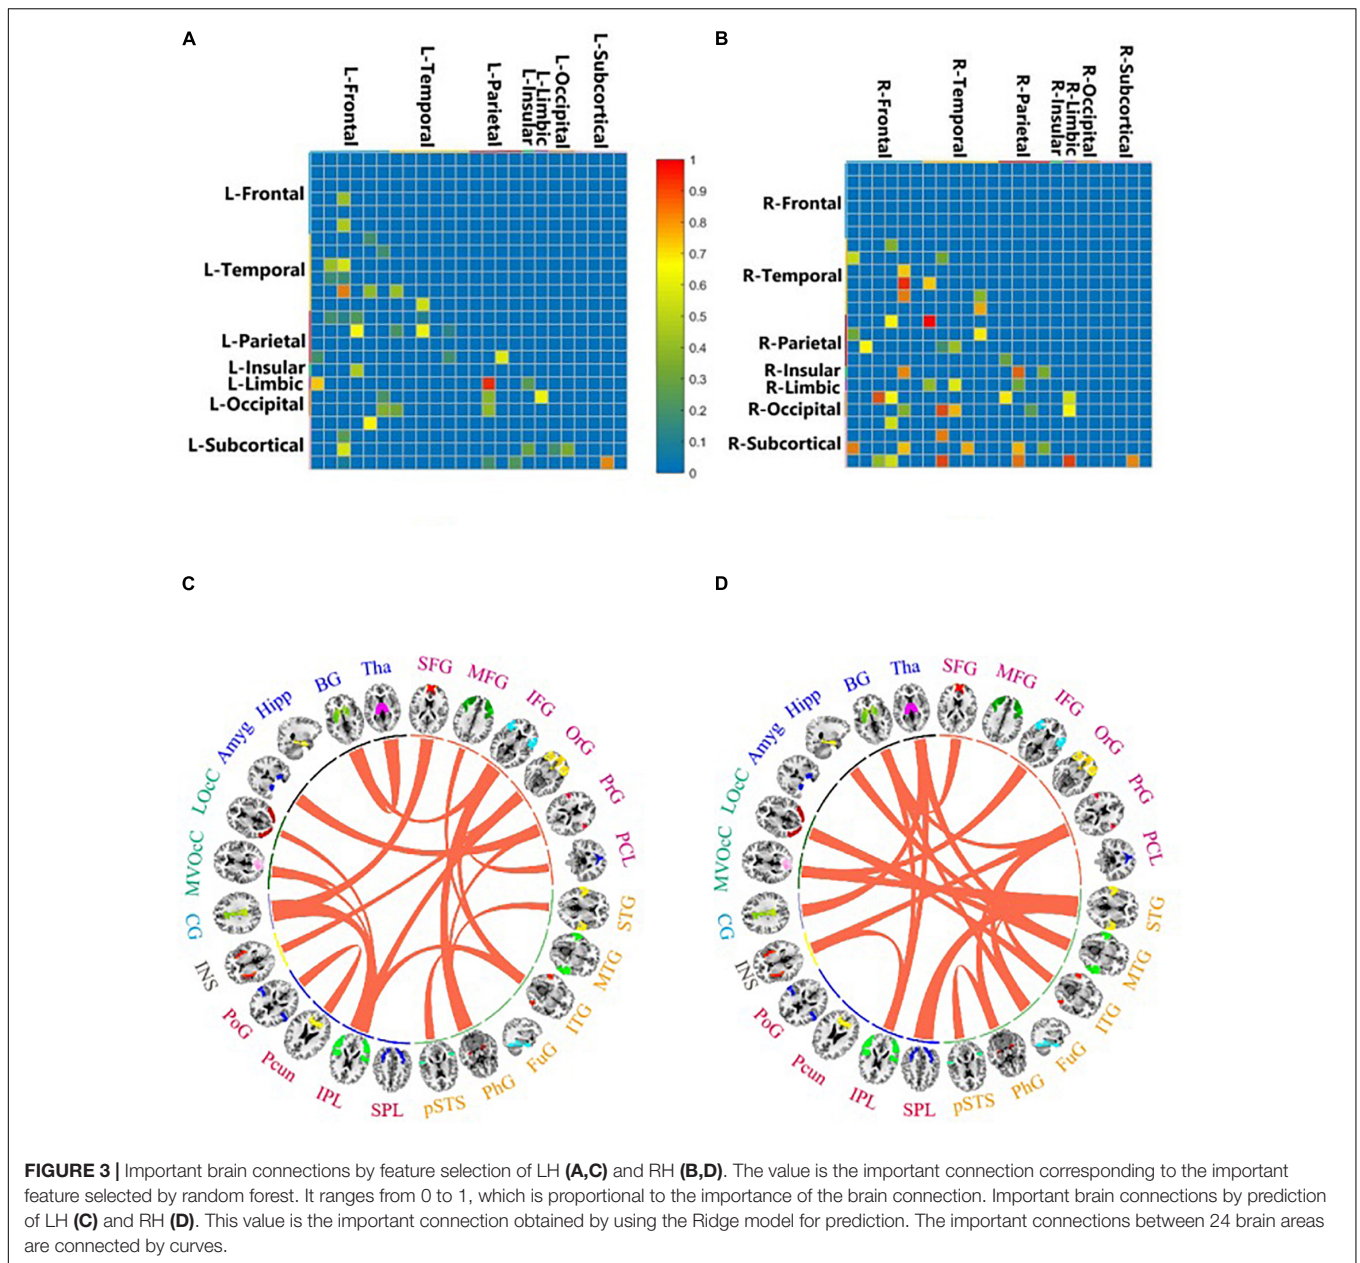 A
B
L-Frontal
L-Temporal
L-Parietal
L-Insular
L-Limbic
L-Occipital
L-Subcortical
R-Frontal
R-Temporal
R-Parietal
R-Insular
R-Limbic
R-Occipital
R-Subcortical
L-Frontal
L-Temporal
L-Parietal
L-Insular
L-Limbic
L-Occipital
L-Subcortical
1
0.9
0.8
0.7
0.6
0.5
0.4
0.3
0.2
0.1
0
R-Frontal
R-Temporal
R-Parietal
R-Insular
R-Limbic
R-Occipital
R-Subcortical
C
D
SFG
MFG
IFG
OrG
PrG
PCL
STG
MTG
ITG
FuG
PhG
pSTS
SPL
IPL
Pcun
PoG
INS
CG
MVOcC
LOcC
Amyg
Hipp
BG
Tha
SFG
MFG
IFG
OrG
PrG
PCL
STG
MTG
ITG
FuG
PhG
pSTS
SPL
IPL
Pcun
PoG
INS
CG
MVOcC
LOcC
Amyg
Hipp
BG
Tha
FIGURE 3 | Important brain connections by feature selection of LH (A,C) and RH (B,D). The value is the important connection corresponding to the important
feature selected by random forest. It ranges from 0 to 1, which is proportional to the importance of the brain connection. Important brain connections by prediction
of LH (C) and RH (D). This value is the important connection obtained by using the Ridge model for prediction. The important connections between 24 brain areas
are connected by curves.